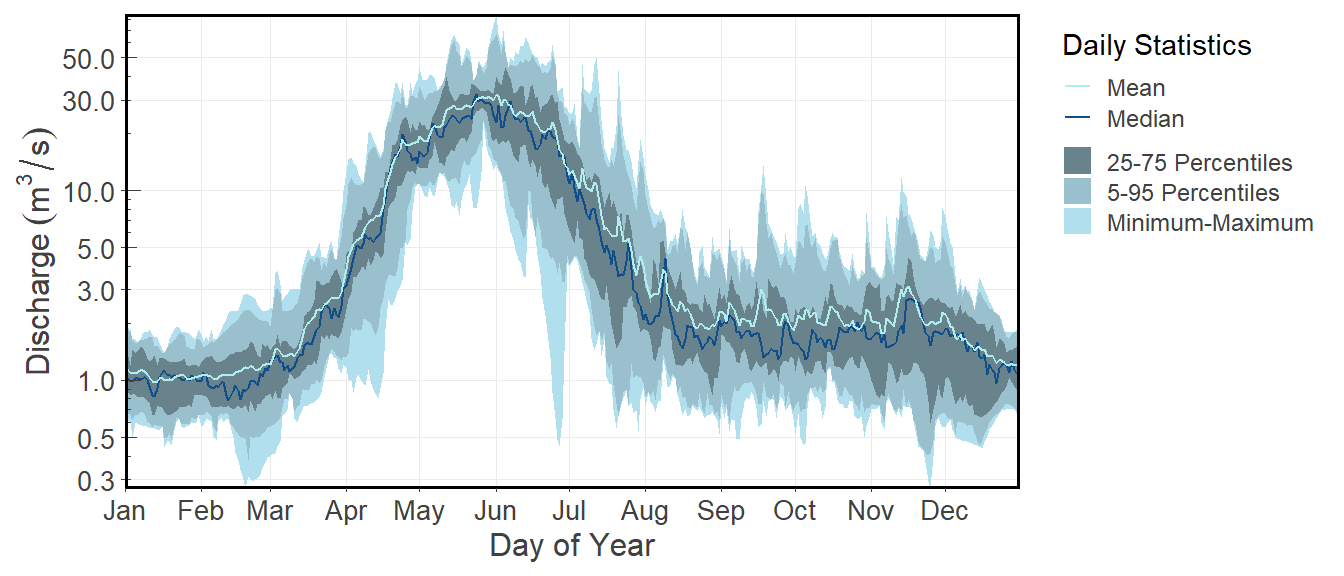 50.0
30.0
10.0
5.0
3.0
1.0
0.5
0.3
Discharge (m³/s)
Jan Feb Mar Apr May Jun Jul Aug Sep Oct Nov Dec
Day of Year
Daily Statistics
Mean
Median
25-75 Percentiles
5-95 Percentiles
Minimum-Maximum